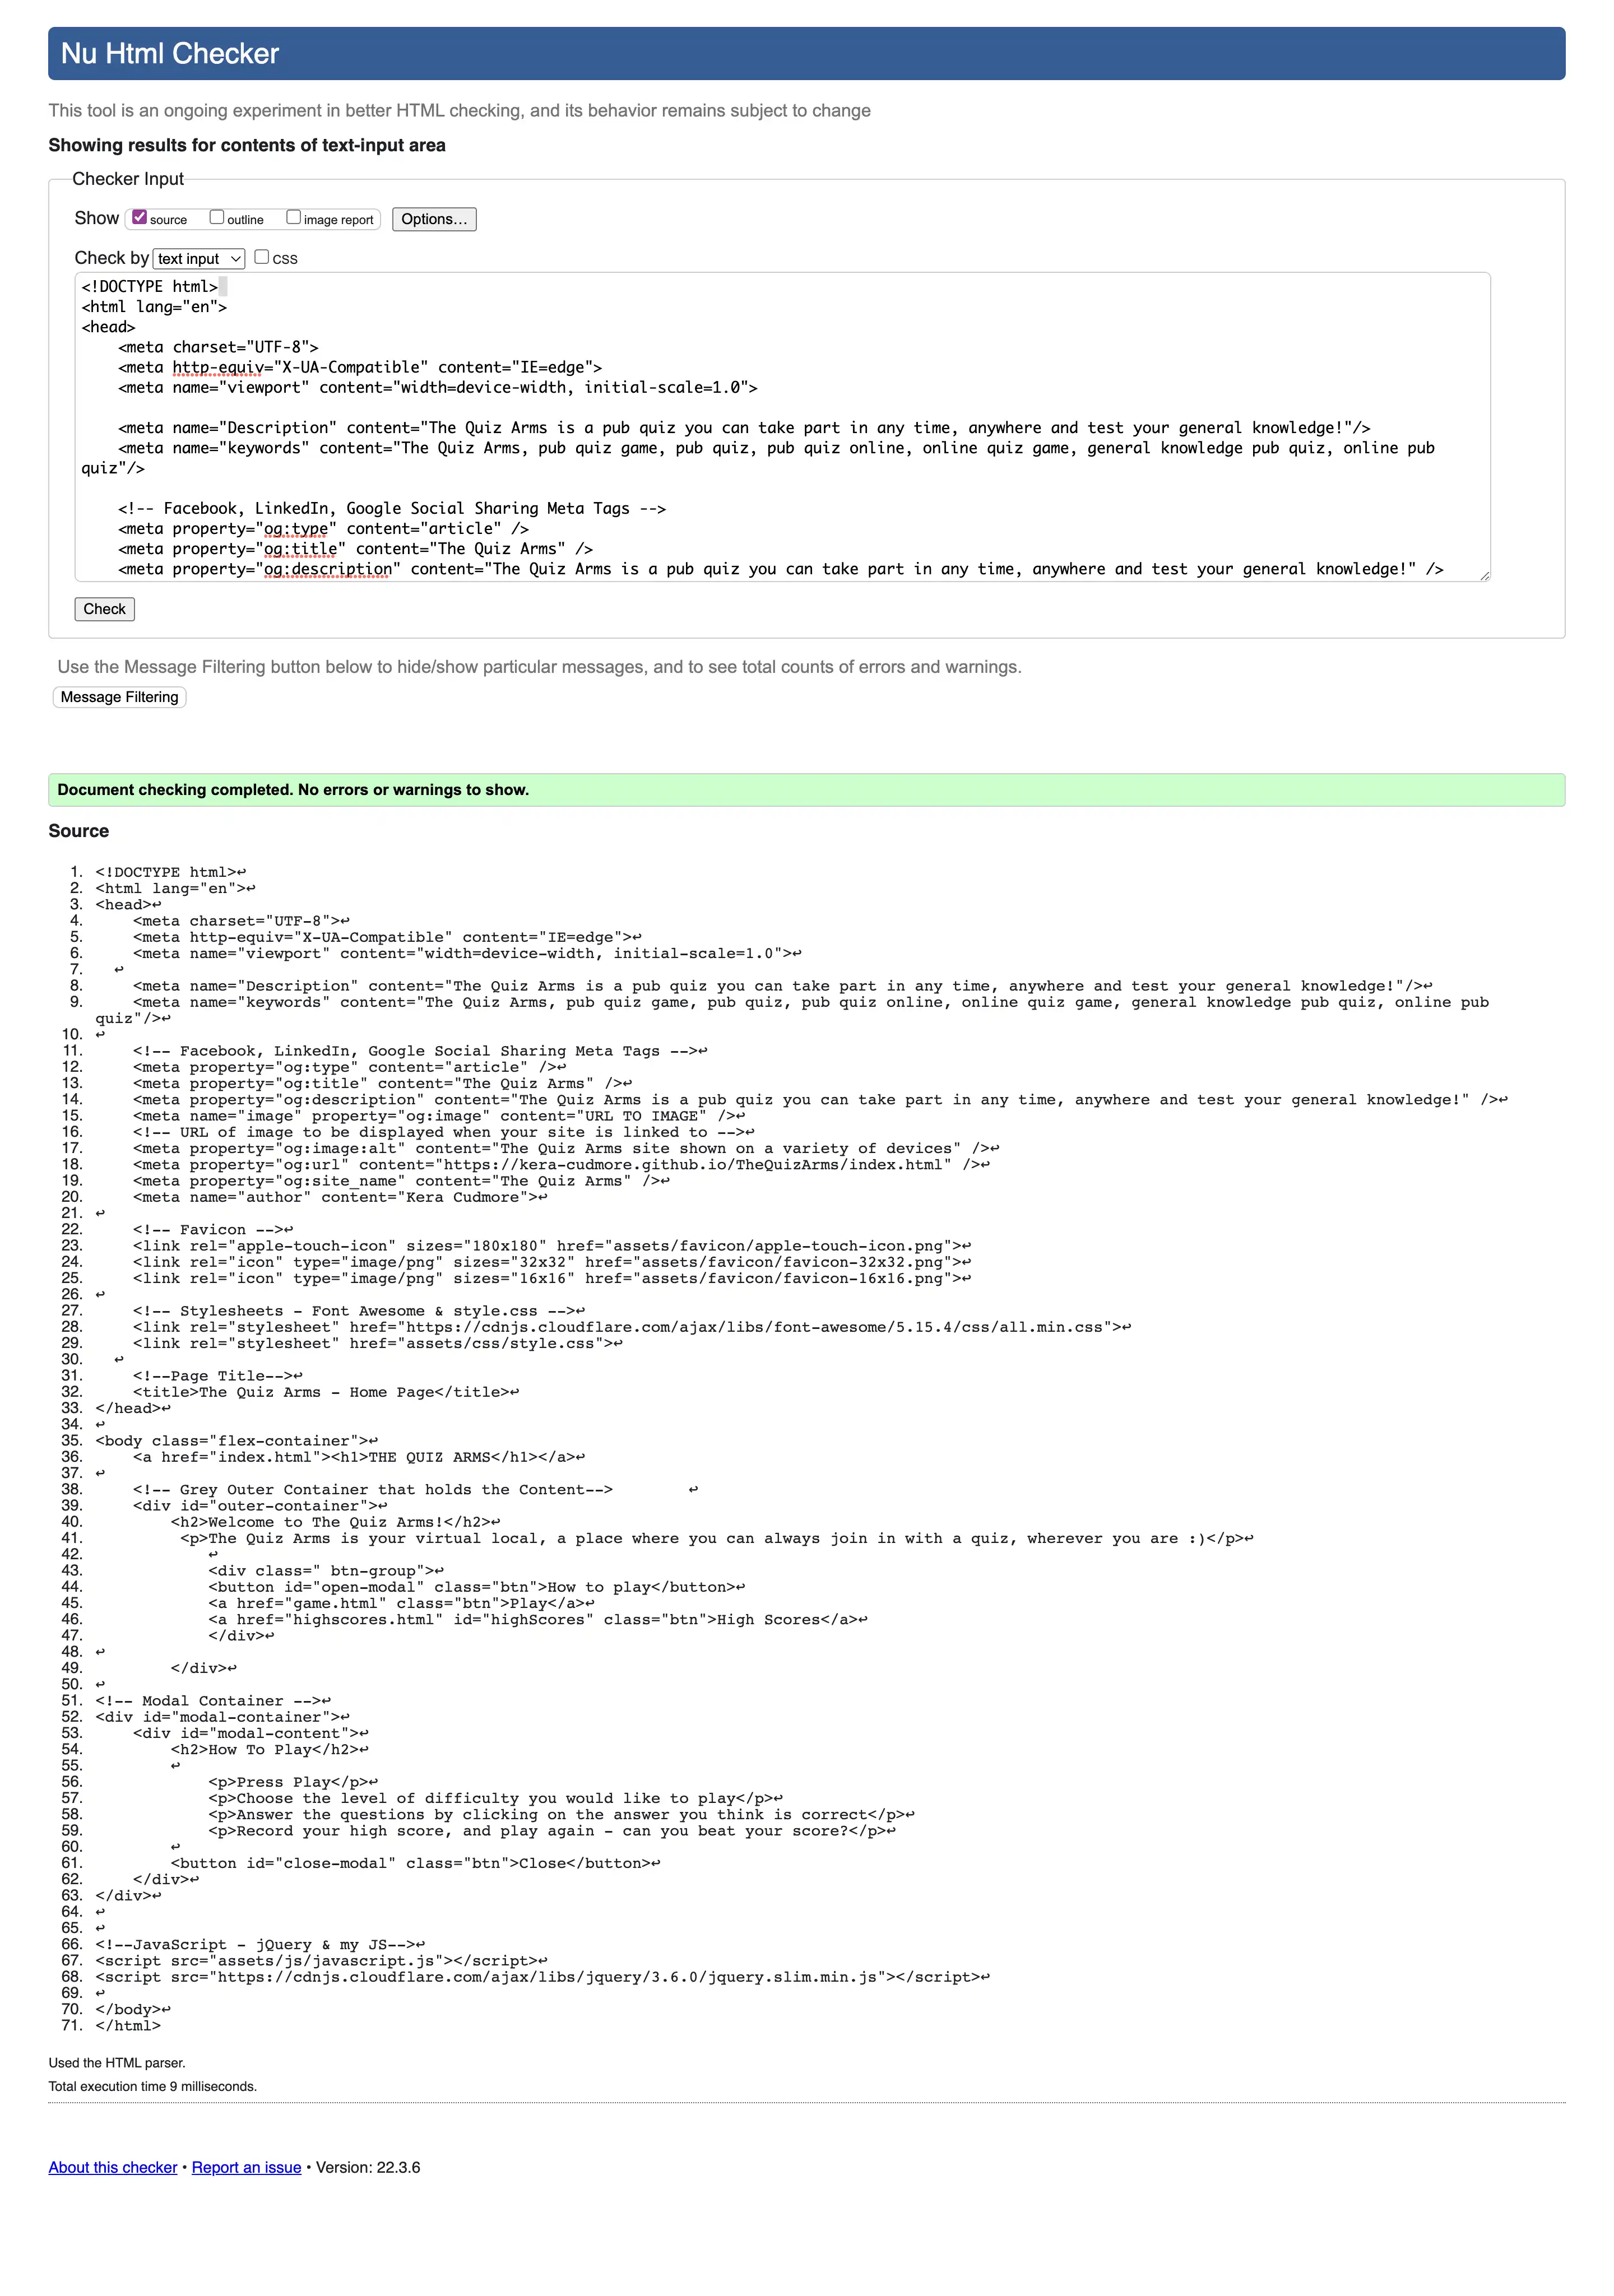 Nu Html Checker
This tool is an ongoing experiment in better HTML checking, and its behavior remains subject to change
Showing results for contents of text-input area
Checker Input
Show source outline image report Options...
Check by text input CSS
<!DOCTYPE html>
<html lang="en">
<head>
    <meta charset="UTF-8">
    <meta http-equiv="X-UA-Compatible" content="IE=edge">
    <meta name="viewport" content="width=device-width, initial-scale=1.0">

    <meta name="Description" content="The Quiz Arms is a pub quiz you can take part in any time, anywhere and test your general knowledge!"/>
    <meta name="keywords" content="The Quiz Arms, pub quiz game, pub quiz, pub quiz online, online quiz game, general knowledge pub quiz, online pub
quiz"/>

    <!-- Facebook, LinkedIn, Google Social Sharing Meta Tags -->
    <meta property="og:type" content="article" />
    <meta property="og:title" content="The Quiz Arms" />
    <meta property="og:description" content="The Quiz Arms is a pub quiz you can take part in any time, anywhere and test your general knowledge!" />
Check
Use the Message Filtering button below to hide/show particular messages, and to see total counts of errors and warnings.
Message Filtering
Document checking completed. No errors or warnings to show.
Source
1. <!DOCTYPE html>↩
2. <html lang="en">↩
3. <head>↩
4.     <meta charset="UTF-8">↩
5.     <meta http-equiv="X-UA-Compatible" content="IE=edge">↩
6.     <meta name="viewport" content="width=device-width, initial-scale=1.0">↩
7.   ↩
8.     <meta name="Description" content="The Quiz Arms is a pub quiz you can take part in any time, anywhere and test your general knowledge!"/>↩
9.     <meta name="keywords" content="The Quiz Arms, pub quiz game, pub quiz, pub quiz online, online quiz game, general knowledge pub quiz, online pub
quiz"/>↩
10. ↩
11.     <!-- Facebook, LinkedIn, Google Social Sharing Meta Tags -->↩
12.     <meta property="og:type" content="article" />↩
13.     <meta property="og:title" content="The Quiz Arms" />↩
14.     <meta property="og:description" content="The Quiz Arms is a pub quiz you can take part in any time, anywhere and test your general knowledge!" />↩
15.     <meta name="image" property="og:image" content="URL TO IMAGE" />↩
16.     <!-- URL of image to be displayed when your site is linked to -->↩
17.     <meta property="og:image:alt" content="The Quiz Arms site shown on a variety of devices" />↩
18.     <meta property="og:url" content="https://kera-cudmore.github.io/TheQuizArms/index.html" />↩
19.     <meta property="og:site_name" content="The Quiz Arms" />↩
20.     <meta name="author" content="Kera Cudmore">↩
21. ↩
22.     <!-- Favicon -->↩
23.     <link rel="apple-touch-icon" sizes="180x180" href="assets/favicon/apple-touch-icon.png">↩
24.     <link rel="icon" type="image/png" sizes="32x32" href="assets/favicon/favicon-32x32.png">↩
25.     <link rel="icon" type="image/png" sizes="16x16" href="assets/favicon/favicon-16x16.png">↩
26. ↩
27.     <!-- Stylesheets - Font Awesome & style.css -->↩
28.     <link rel="stylesheet" href="https://cdnjs.cloudflare.com/ajax/libs/font-awesome/5.15.4/css/all.min.css">↩
29.     <link rel="stylesheet" href="assets/css/style.css">↩
30.   ↩
31.     <!--Page Title-->↩
32.     <title>The Quiz Arms - Home Page</title>↩
33. </head>↩
34. ↩
35. <body class="flex-container">↩
36.     <a href="index.html"><h1>THE QUIZ ARMS</h1></a>↩
37. ↩
38.     <!-- Grey Outer Container that holds the Content-->        ↩
39.     <div id="outer-container">↩
40.         <h2>Welcome to The Quiz Arms!</h2>↩
41.          <p>The Quiz Arms is your virtual local, a place where you can always join in with a quiz, wherever you are :)</p>↩
42.             ↩
43.             <div class=" btn-group">↩
44.             <button id="open-modal" class="btn">How to play</button>↩
45.             <a href="game.html" class="btn">Play</a>↩
46.             <a href="highscores.html" id="highScores" class="btn">High Scores</a>↩
47.             </div>↩
48. ↩
49.         </div>↩
50. ↩
51. <!-- Modal Container -->↩
52. <div id="modal-container">↩
53.     <div id="modal-content">↩
54.         <h2>How To Play</h2>↩
55.         ↩
56.             <p>Press Play</p>↩
57.             <p>Choose the level of difficulty you would like to play</p>↩
58.             <p>Answer the questions by clicking on the answer you think is correct</p>↩
59.             <p>Record your high score, and play again - can you beat your score?</p>↩
60.         ↩
61.         <button id="close-modal" class="btn">Close</button>↩
62.     </div>↩
63. </div>↩
64. ↩
65. ↩
66. <!--JavaScript - jQuery & my JS-->↩
67. <script src="assets/js/javascript.js"></script>↩
68. <script src="https://cdnjs.cloudflare.com/ajax/libs/jquery/3.6.0/jquery.slim.min.js"></script>↩
69. ↩
70. </body>↩
71. </html>
Used the HTML parser.
Total execution time 9 milliseconds.
About this checker • Report an issue • Version: 22.3.6